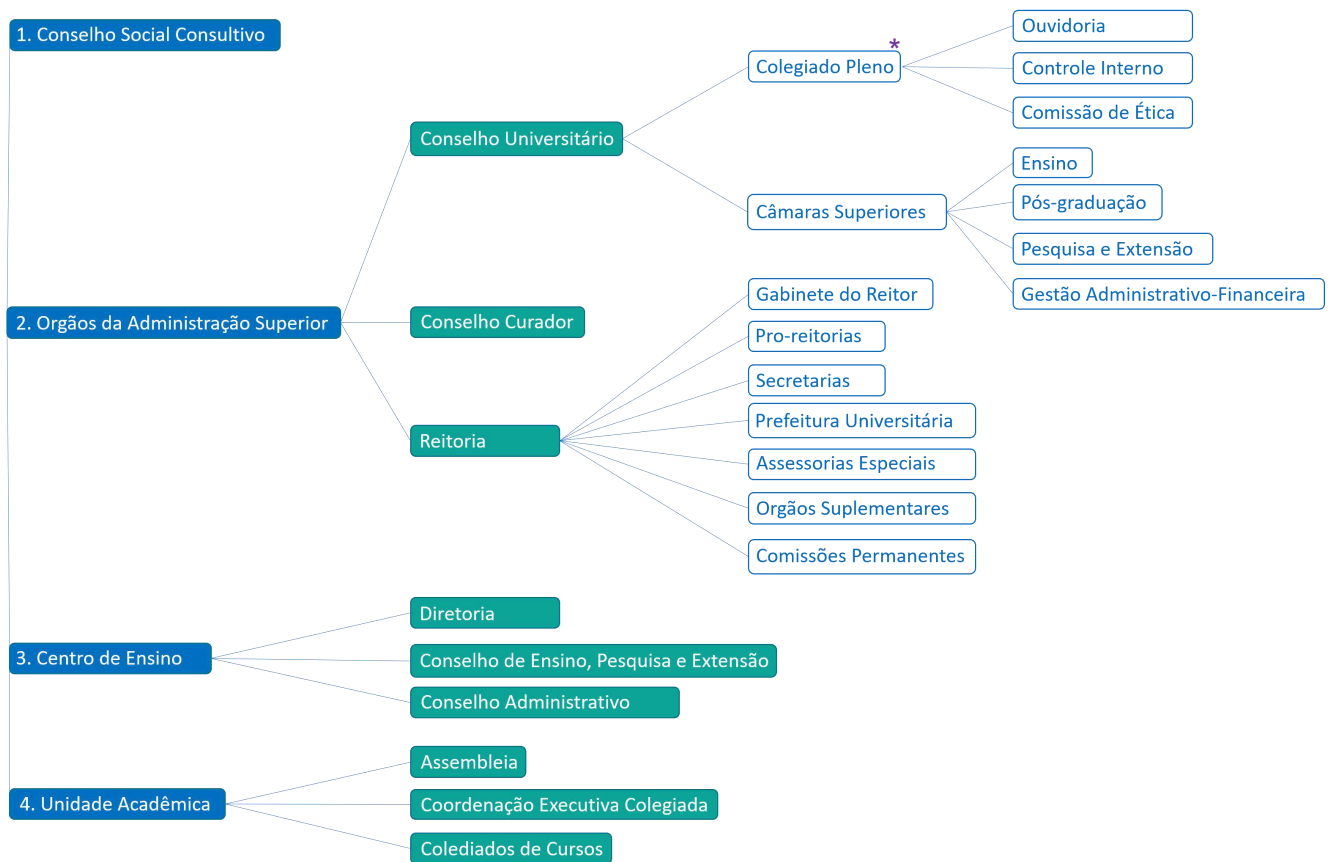 1. Conselho Social Consultivo
2. Orgãos da Administração Superior
Conselho Universitário
Colegiado Pleno *
Ouvidoria
Controle Interno
Comissão de Ética
Câmaras Superiores
Ensino
Pós-graduação
Pesquisa e Extensão
Gestão Administrativo-Financeira
Conselho Curador
Reitoria
Gabinete do Reitor
Pro-reitorias
Secretarias
Prefeitura Universitária
Assessorias Especiais
Orgãos Suplementares
Comissões Permanentes
3. Centro de Ensino
Diretoria
Conselho de Ensino, Pesquisa e Extensão
Conselho Administrativo
4. Unidade Acadêmica
Assembleia
Coordenação Executiva Colegiada
Colediados de Cursos